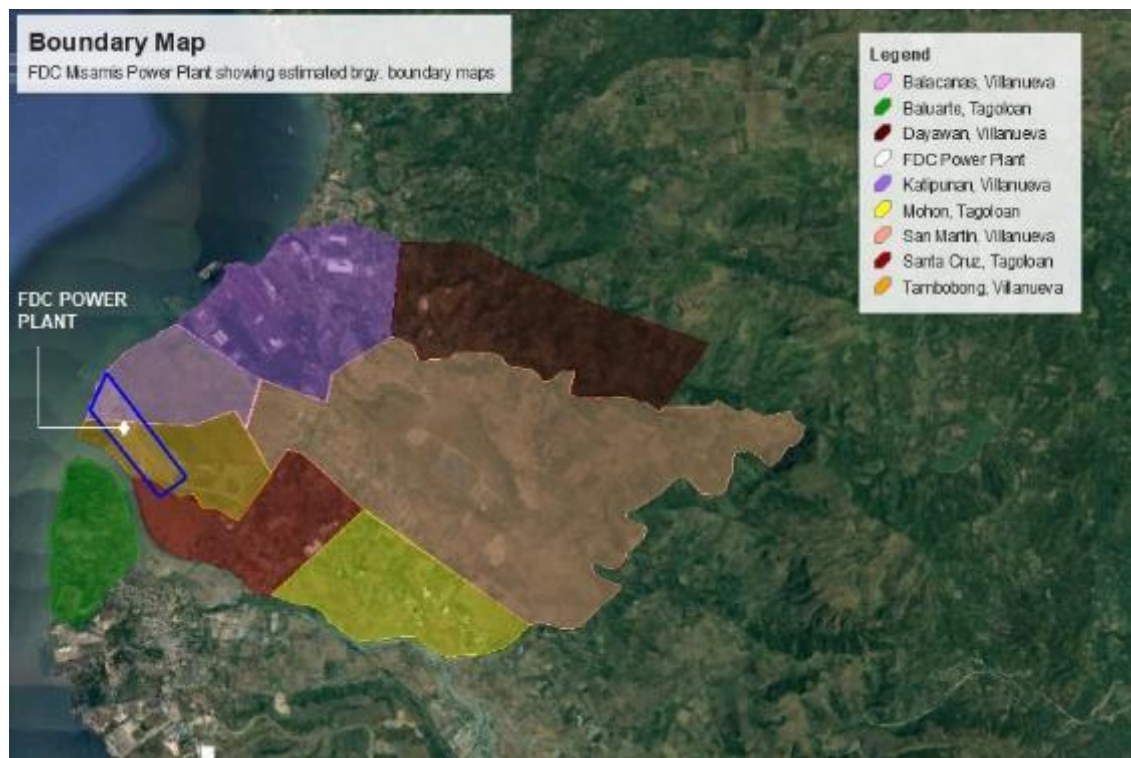 Boundary Map
FDC Misamis Power Plant showing estimated brgy. boundary maps
Legend
Balacanas, Villanueva
Baluarte, Tagoloan
Dayawan, Villanueva
FDC Power Plant
Katipunan, Villanueva
Mohon, Tagoloan
San Martin, Villanueva
Santa Cruz, Tagoloan
Tambobong, Villanueva
FDC POWER
PLANT